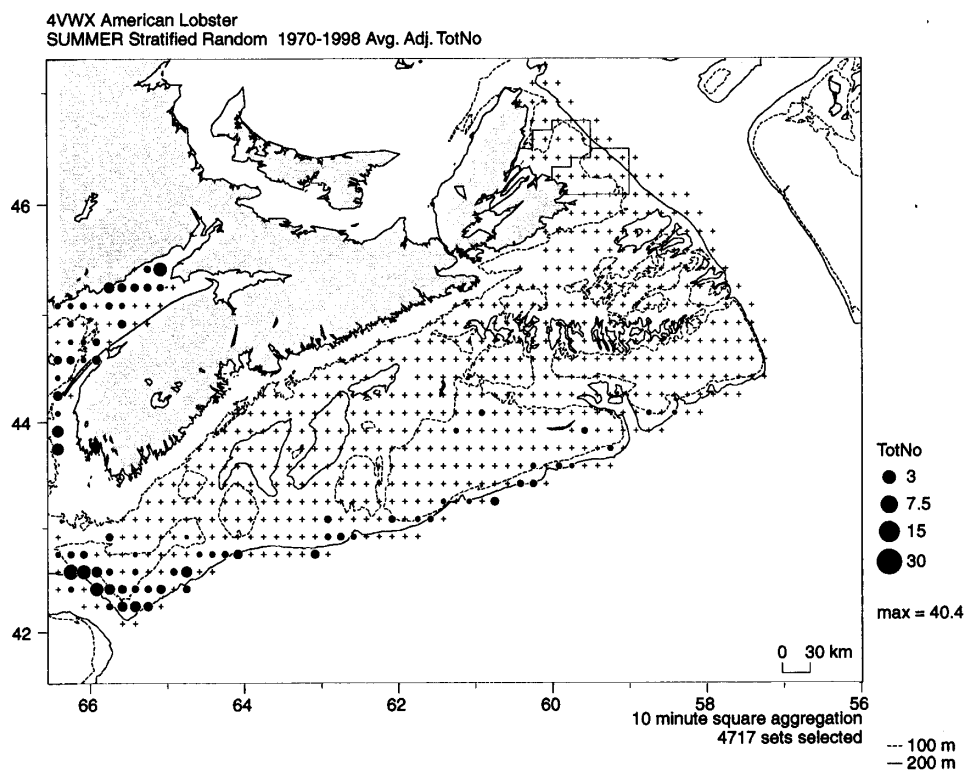 4VWX American Lobster
SUMMER Stratified Random 1970-1998 Avg. Adj. TotNo
46
44
42
66
64
62
60
58
56
TotNo
3
7.5
15
30
max = 40.4
0 30 km
10 minute square aggregation
4717 sets selected
--- 100 m
— 200 m